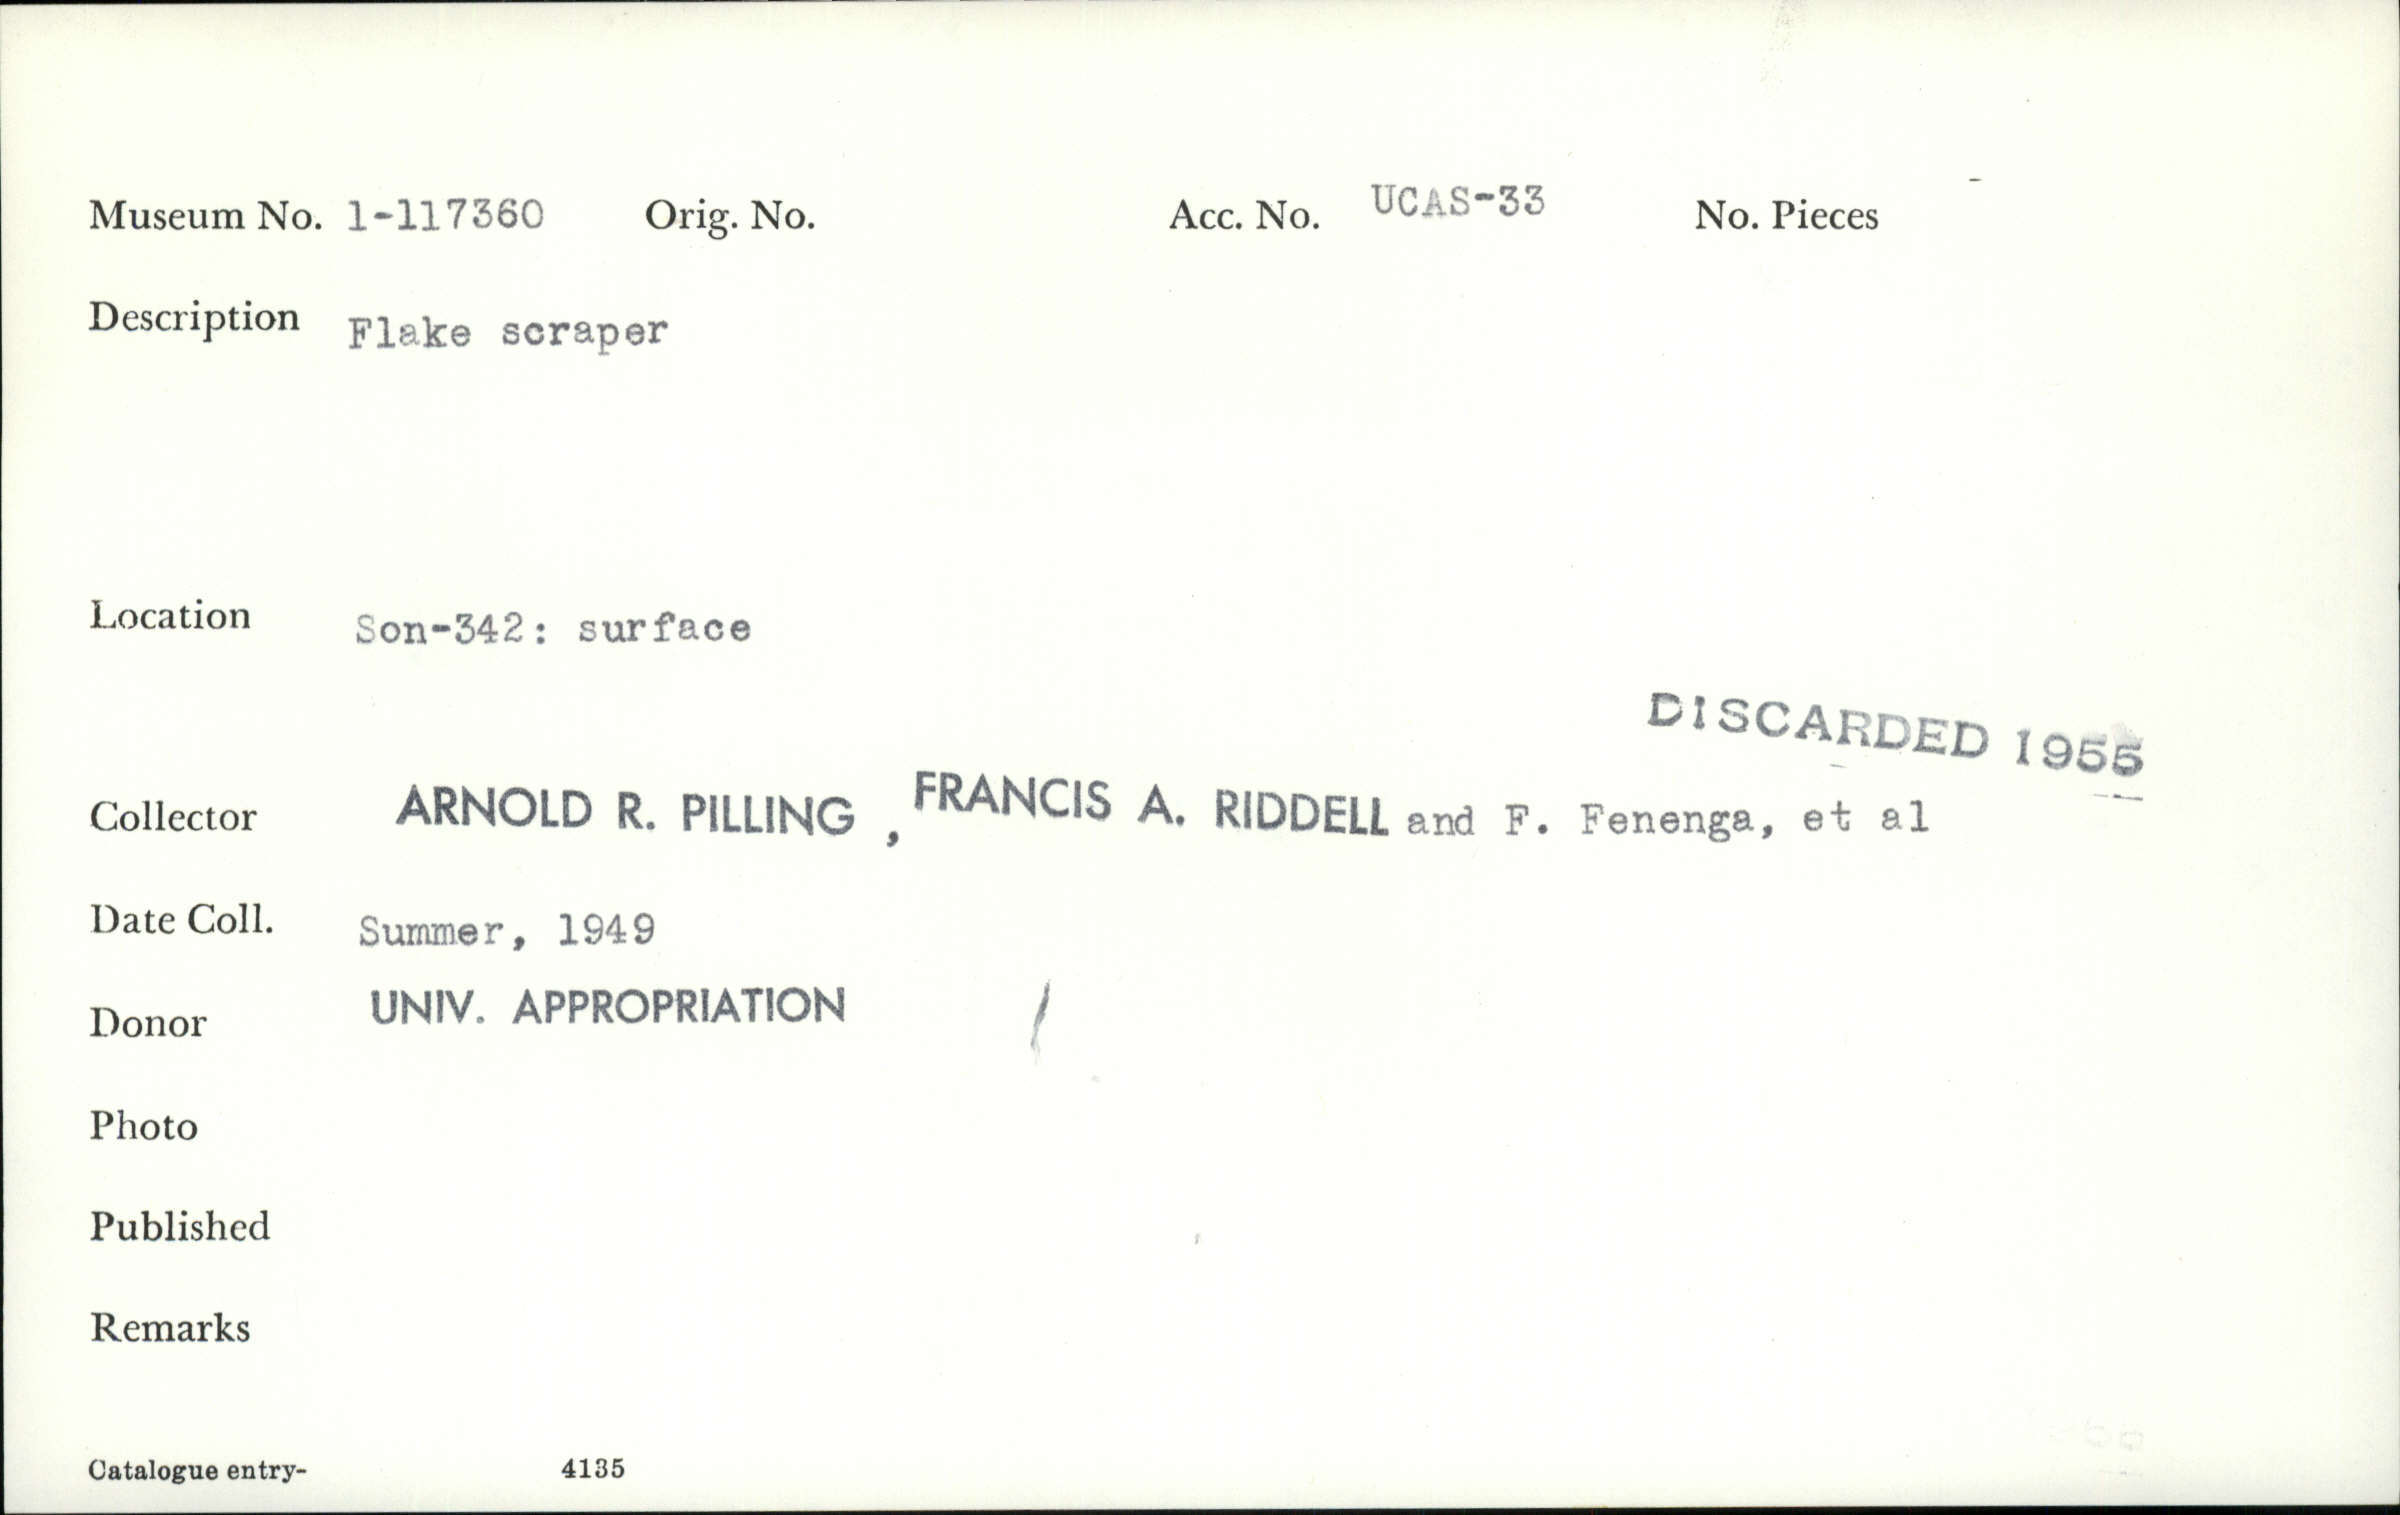 Museum No. 1-117360 Orig. No. Acc. No. UCAS-33 No. Pieces
Description Flake scraper
Location Son-342: surface
DISCARDED 1955
Collector ARNOLD R. PILLING , FRANCIS A. RIDDELL and F. Fenenga, et al
Date Coll. Summer, 1949
Donor UNIV. APPROPRIATION
Photo
Published
Remarks
Catalogue entry- 4135